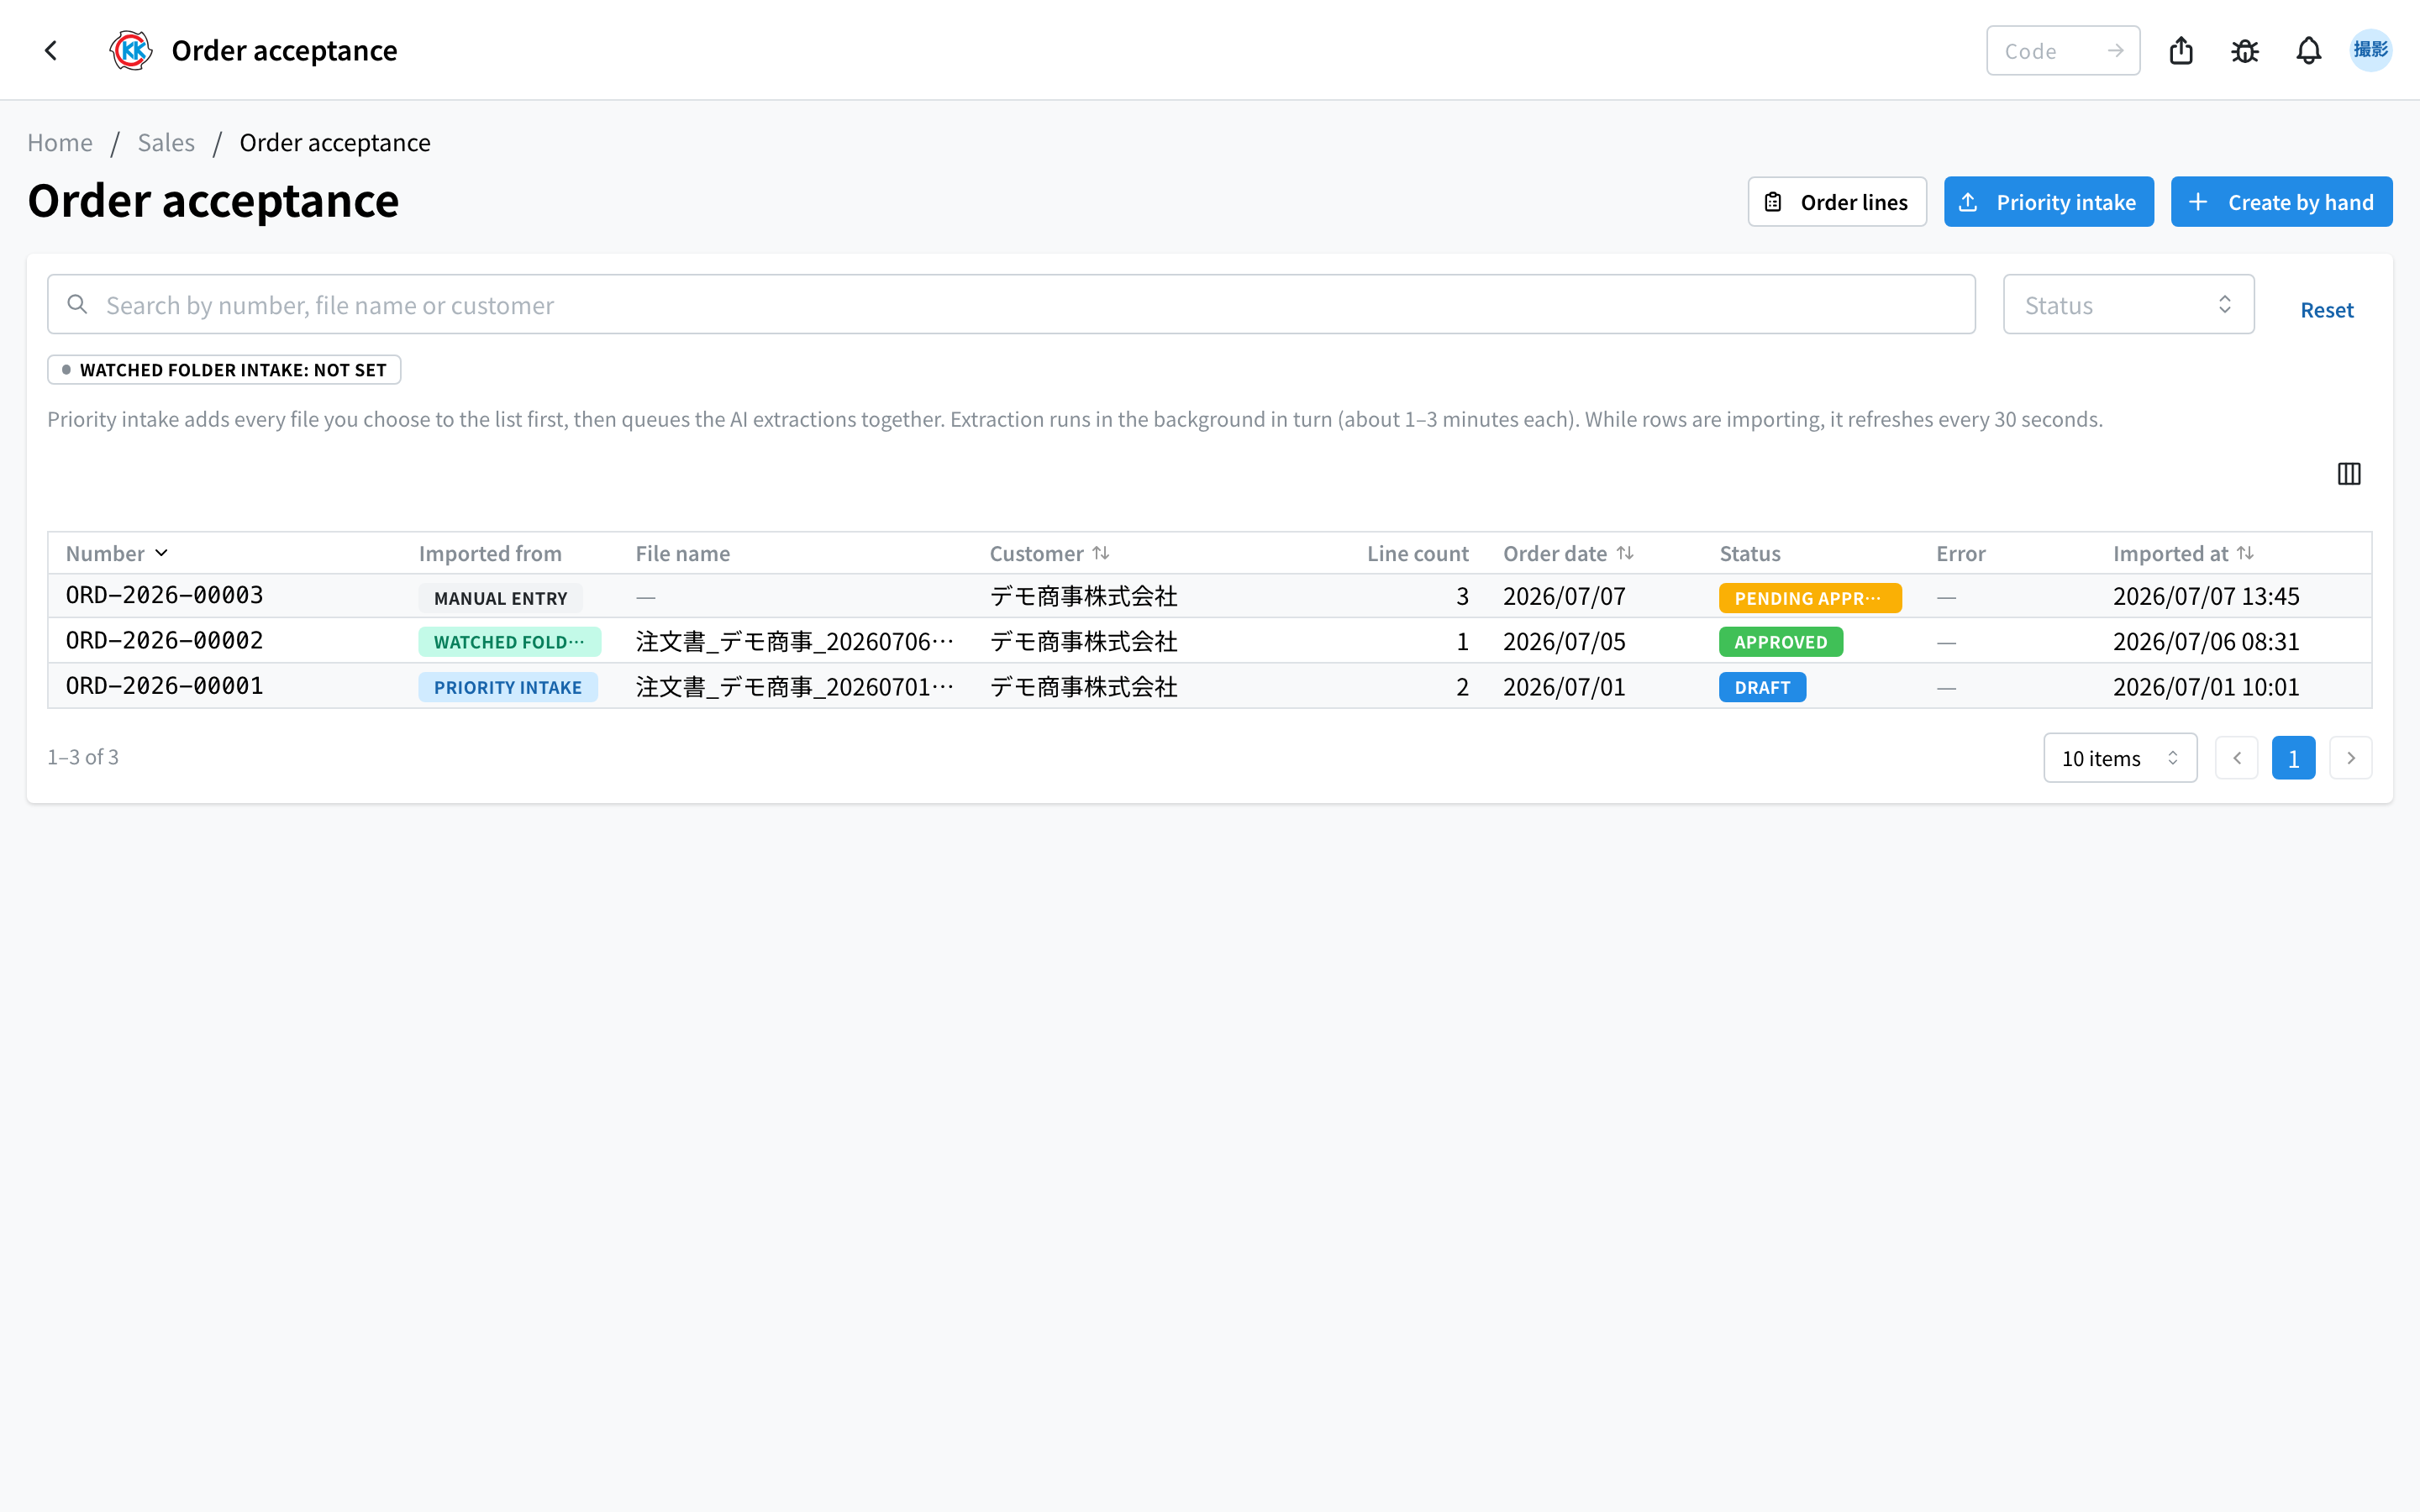 KK Order acceptance Code 撮影
Home / Sales / Order acceptance
Order acceptance
Order lines Priority intake Create by hand
Search by number, file name or customer Status Reset
WATCHED FOLDER INTAKE: NOT SET
Priority intake adds every file you choose to the list first, then queues the AI extractions together. Extraction runs in the background in turn (about 1–3 minutes each). While rows are importing, it refreshes every 30 seconds.
Number Imported from File name Customer Line count Order date Status Error Imported at
ORD-2026-00003 MANUAL ENTRY — デモ商事株式会社 3 2026/07/07 PENDING APPR… — 2026/07/07 13:45
ORD-2026-00002 WATCHED FOLD… 注文書_デモ商事_20260706… デモ商事株式会社 1 2026/07/05 APPROVED — 2026/07/06 08:31
ORD-2026-00001 PRIORITY INTAKE 注文書_デモ商事_20260701… デモ商事株式会社 2 2026/07/01 DRAFT — 2026/07/01 10:01
1–3 of 3 10 items 1